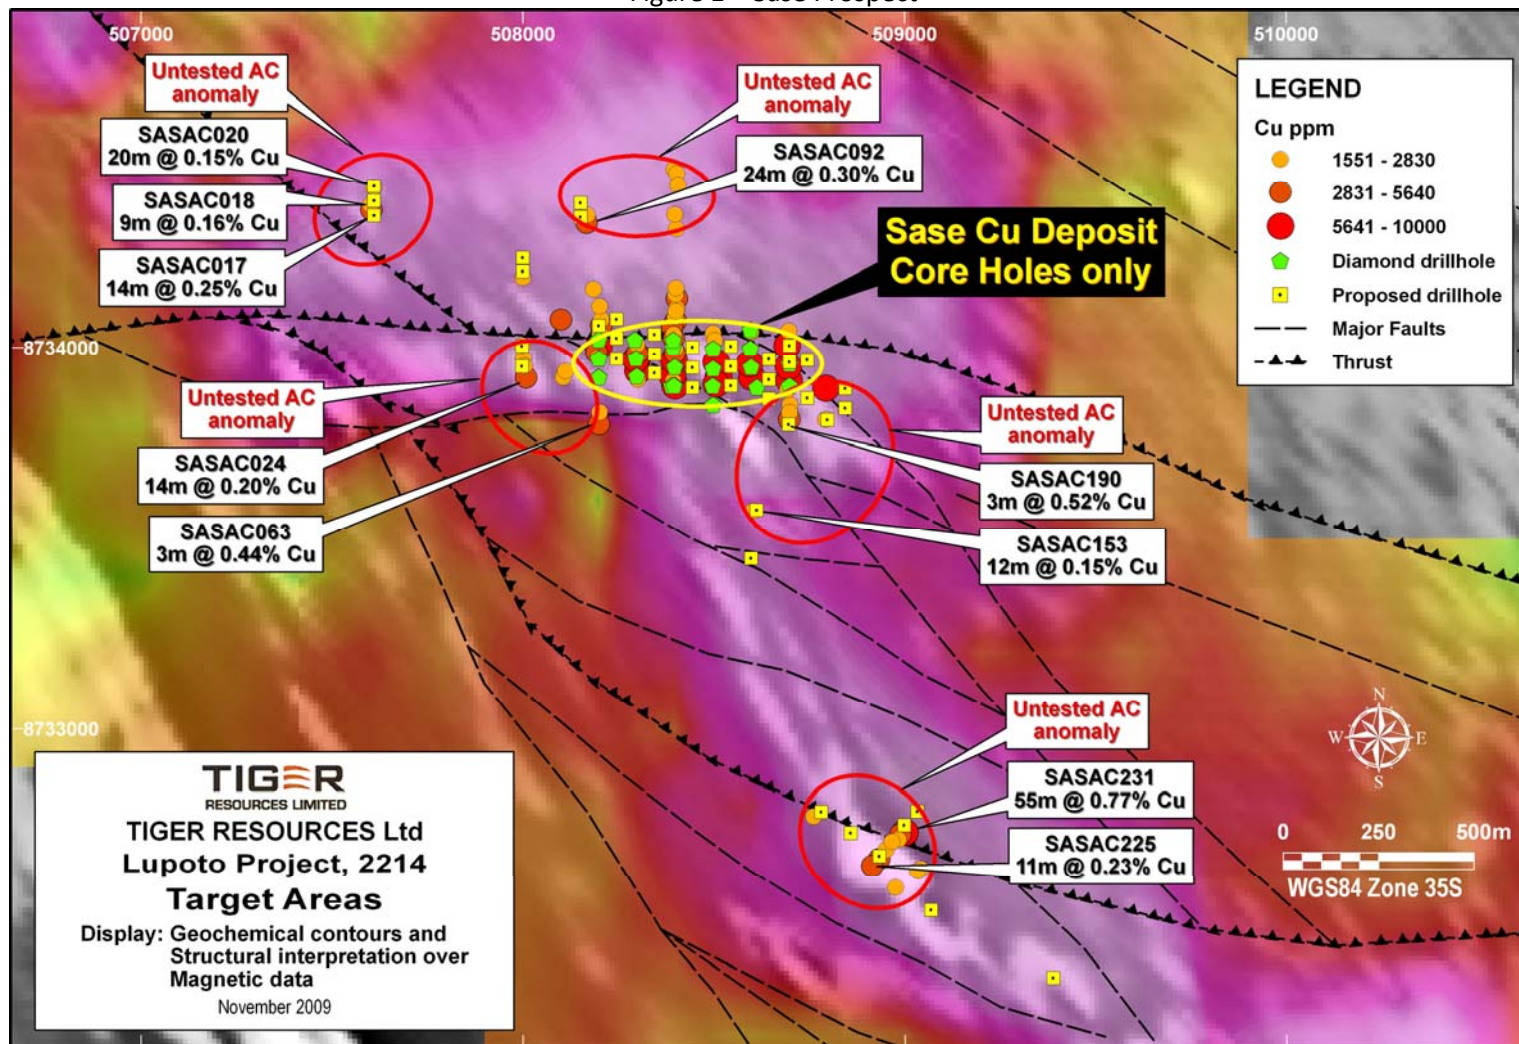 Figure – Sase Prospect
507000
508000
509000
510000
Untested AC
anomaly
SASAC020
20m @ 0.15% Cu
SASAC018
9m @ 0.16% Cu
SASAC017
14m @ 0.25% Cu
Untested AC
anomaly
SASAC092
24m @ 0.30% Cu
Sase Cu Deposit
Core Holes only
LEGEND
Cu ppm
1551 - 2830
2831 - 5640
5641 - 10000
Diamond drillhole
Proposed drillhole
Major Faults
Thrust
8734000
Untested AC
anomaly
SASAC024
14m @ 0.20% Cu
SASAC063
3m @ 0.44% Cu
Untested AC
anomaly
SASAC190
3m @ 0.52% Cu
SASAC153
12m @ 0.15% Cu
8733000
Untested AC
anomaly
SASAC231
55m @ 0.77% Cu
SASAC225
11m @ 0.23% Cu
N
W E
S
0 250 500m
WGS84 Zone 35S
TIGER
RESOURCES LIMITED
TIGER RESOURCES Ltd
Lupoto Project, 2214
Target Areas
Display: Geochemical contours and
Structural interpretation over
Magnetic data
November 2009